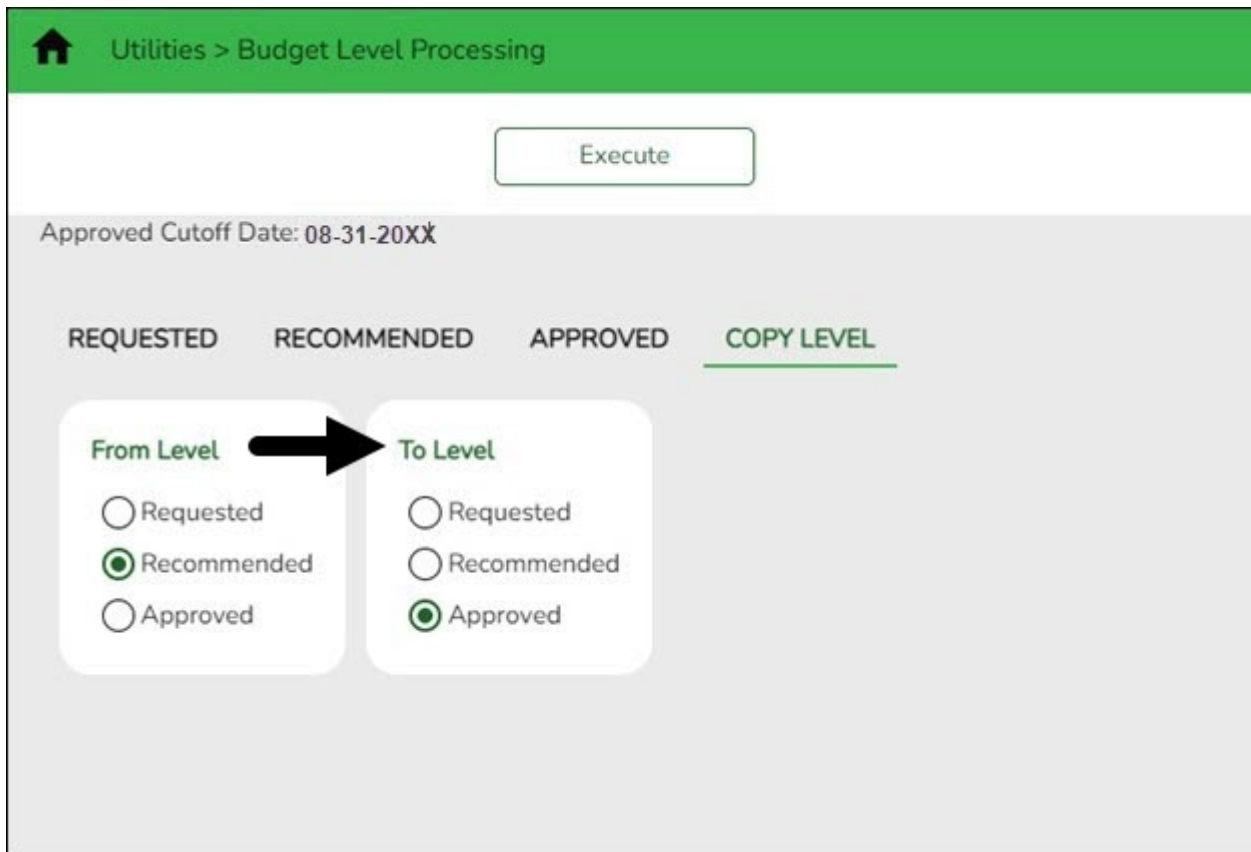 Utilities > Budget Level Processing
Execute
Approved Cutoff Date: 08-31-20XX
REQUESTED RECOMMENDED APPROVED COPY LEVEL
From Level To Level
Requested Requested
Recommended Recommended
Approved Approved